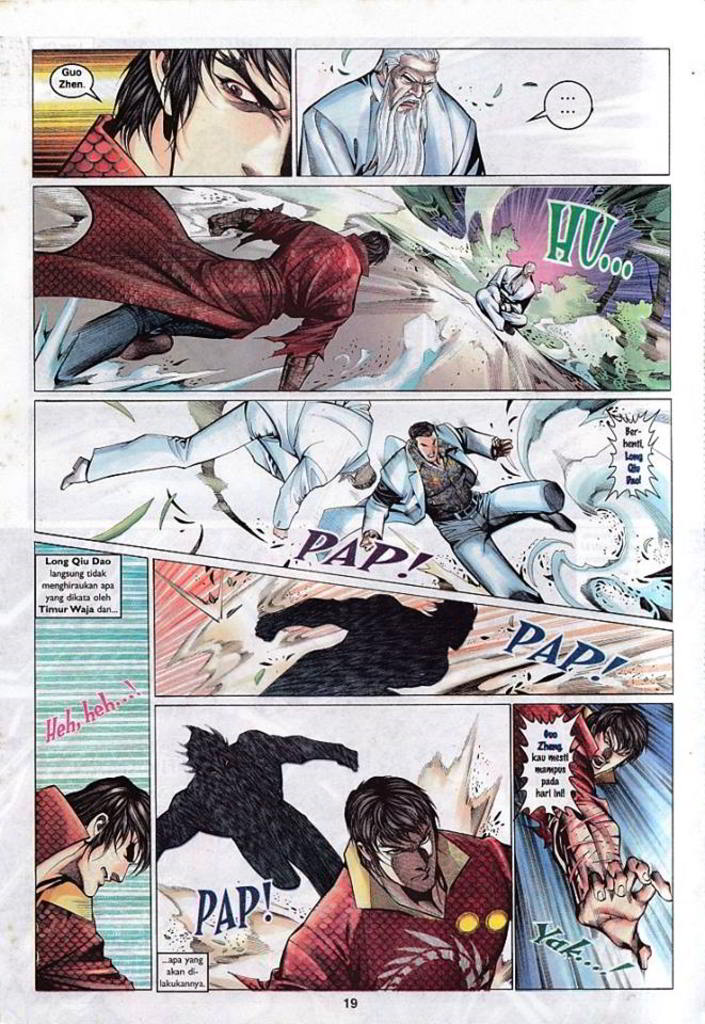 Guo
Zhen.
...
...
HU...
Ber-
henti,
Long
Qiu
Dao!
PAP!
Long Qiu Dao
langsung tidak
menghiraukan apa
yang dikata oleh
Timur Waja dan...
PAP!
Heh, heh...!
Guo
Zheng
kau mesti
mampus
pada
hari ini!
PAP!
...apa yang
akan di-
lakukannya.
Yak...!
19